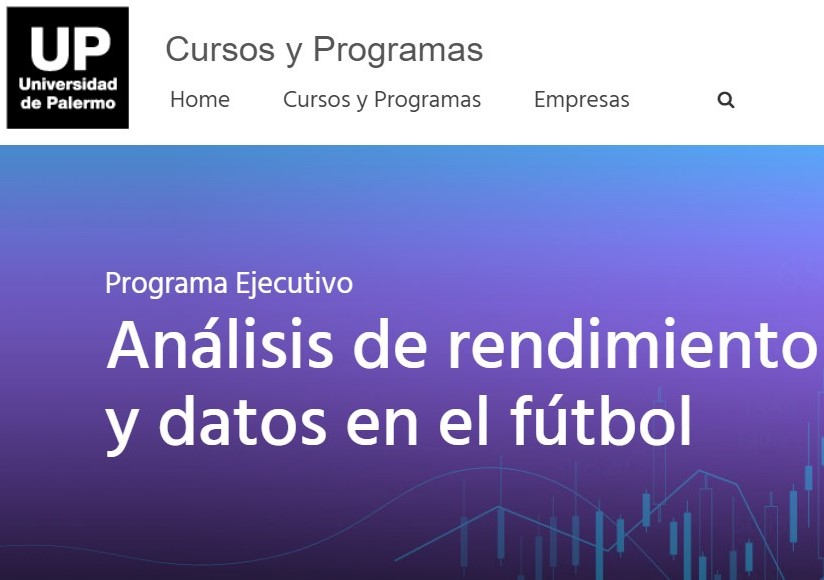 UP
Universidad
de Palermo
Cursos y Programas
Home Cursos y Programas Empresas
Programa Ejecutivo
Análisis de rendimiento
y datos en el fútbol